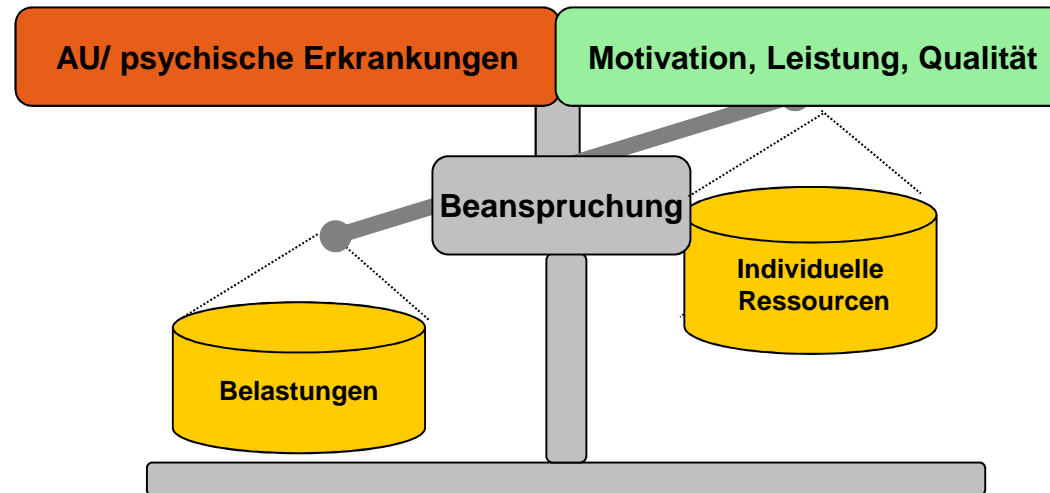 AU/ psychische Erkrankungen
Motivation, Leistung, Qualität
Beanspruchung
Individuelle
Ressourcen
Belastungen